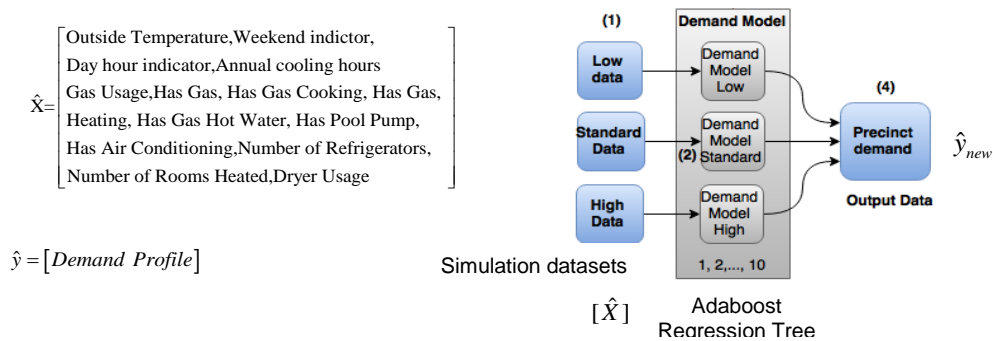 X̂=
Outside Temperature,Weekend indictor,
Day hour indicator,Annual cooling hours
Gas Usage,Has Gas, Has Gas Cooking, Has Gas,
Heating, Has Gas Hot Water, Has Pool Pump,
Has Air Conditioning,Number of Refrigerators,
Number of Rooms Heated,Dryer Usage
ŷ = [Demand Profile]
(1)
Low
data
Standard
Data
High
Data
Simulation datasets
[X̂]
Demand Model
Demand
Model
Low
Demand
Model
(2) Standard
Demand
Model
High
1, 2,..., 10
Adaboost
Regression Tree
(4)
Precinct
demand
Output Data
ŷnew